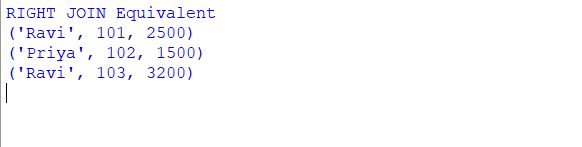 RIGHT JOIN Equivalent
('Ravi', 101, 2500)
('Priya', 102, 1500)
('Ravi', 103, 3200)